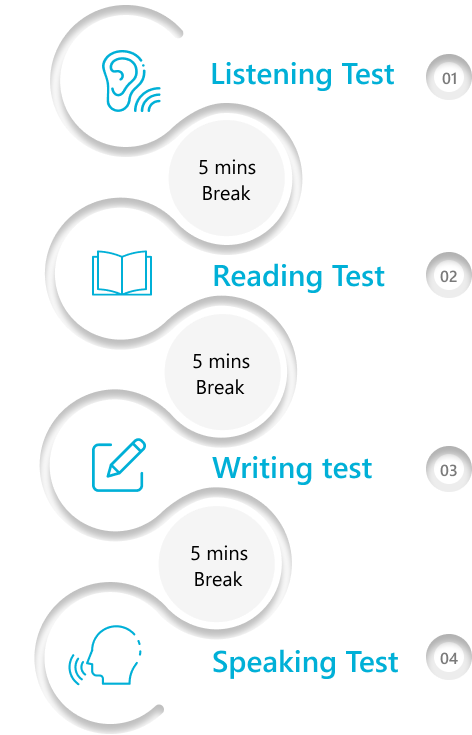 Listening Test 01
5 mins
Break
Reading Test 02
5 mins
Break
Writing test 03
5 mins
Break
Speaking Test 04